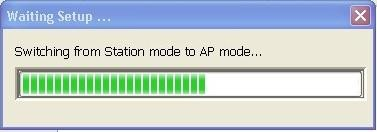 Waiting Setup ...
Switching from Station mode to AP mode...